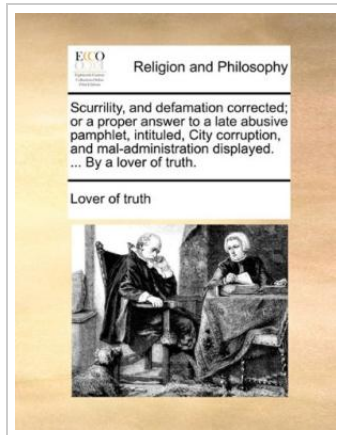 ECCO
Religion and Philosophy
Scurrility, and defamation corrected;
or a proper answer to a late abusive
pamphlet, intituled, City corruption,
and mal-administration displayed.
... By a lover of truth.
Lover of truth